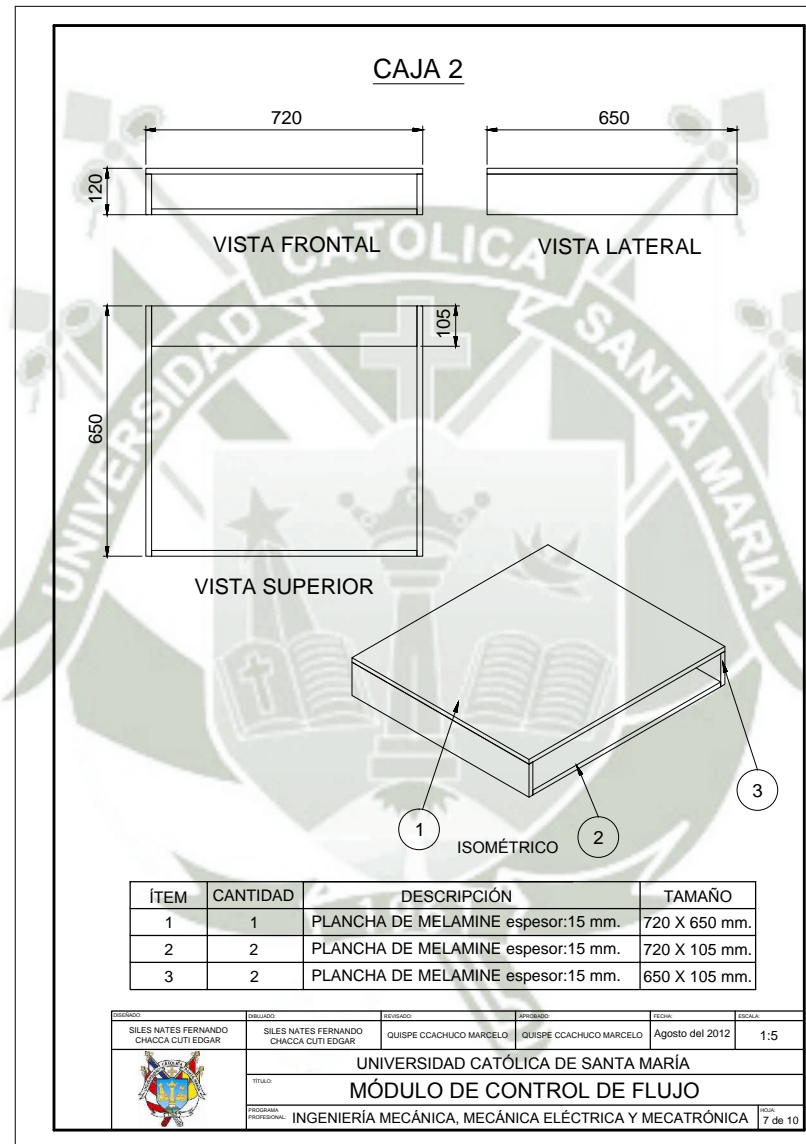 CAJA 2
720
650
120
VISTA FRONTAL
VISTA LATERAL
650
105
VISTA SUPERIOR
1
2
3
ISOMÉTRICO
UNIVERSIDAD CATOLICA SANTA MARIA
ÍTEM CANTIDAD DESCRIPCIÓN TAMAÑO
1 1 PLANCHA DE MELAMINE espesor:15 mm. 720 X 650 mm.
2 2 PLANCHA DE MELAMINE espesor:15 mm. 720 X 105 mm.
3 2 PLANCHA DE MELAMINE espesor:15 mm. 650 X 105 mm.
DISEÑADO: DIBUJADO: REVISADO: APROBADO: FECHA: ESCALA:
SILES NATES FERNANDO SILES NATES FERNANDO QUISPE CCACHUCO MARCELO QUISPE CCACHUCO MARCELO Agosto del 2012 1:5
CHACCA CUTI EDGAR CHACCA CUTI EDGAR
UNIVERSIDAD CATÓLICA DE SANTA MARÍA
TÍTULO: MÓDULO DE CONTROL DE FLUJO
PROGRAMA PROFESIONAL: INGENIERÍA MECÁNICA, MECÁNICA ELÉCTRICA Y MECATRÓNICA
HOJA:
7 de 10